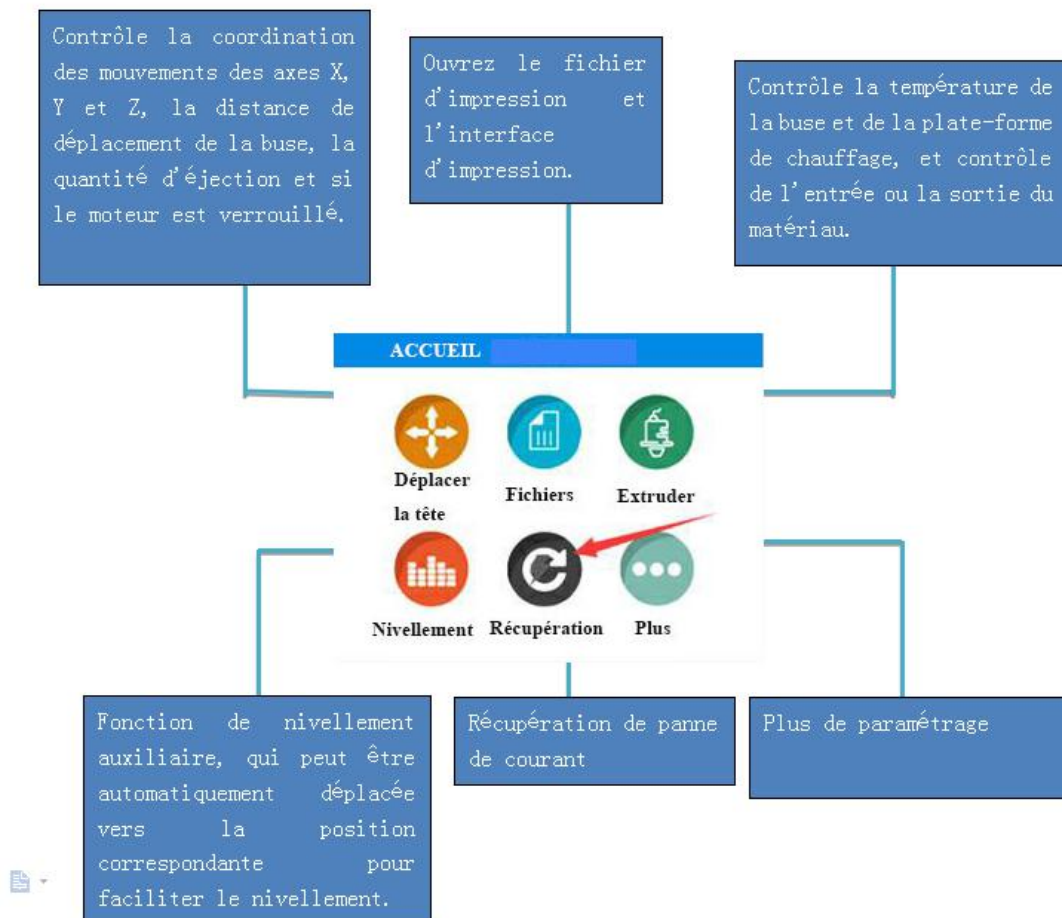 Contrôle la coordination
des mouvements des axes X,
Y et Z, la distance de
déplacement de la buse, la
quantité d'éjection et si
le moteur est verrouillé.
Ouvrez le fichier
d'impression et
l'interface
d'impression.
Contrôle la température de
la buse et de la plate-forme
de chauffage, et contrôle
de l'entrée ou la sortie du
matériau.
ACCUEIL
Déplacer
la tête
Fichiers
Extruder
Nivellement
Récupération
Plus
Fonction de nivellement
auxiliaire, qui peut être
automatiquement déplacée
vers la position
correspondante pour
faciliter le nivellement.
Récupération de panne
de courant
Plus de paramétrage